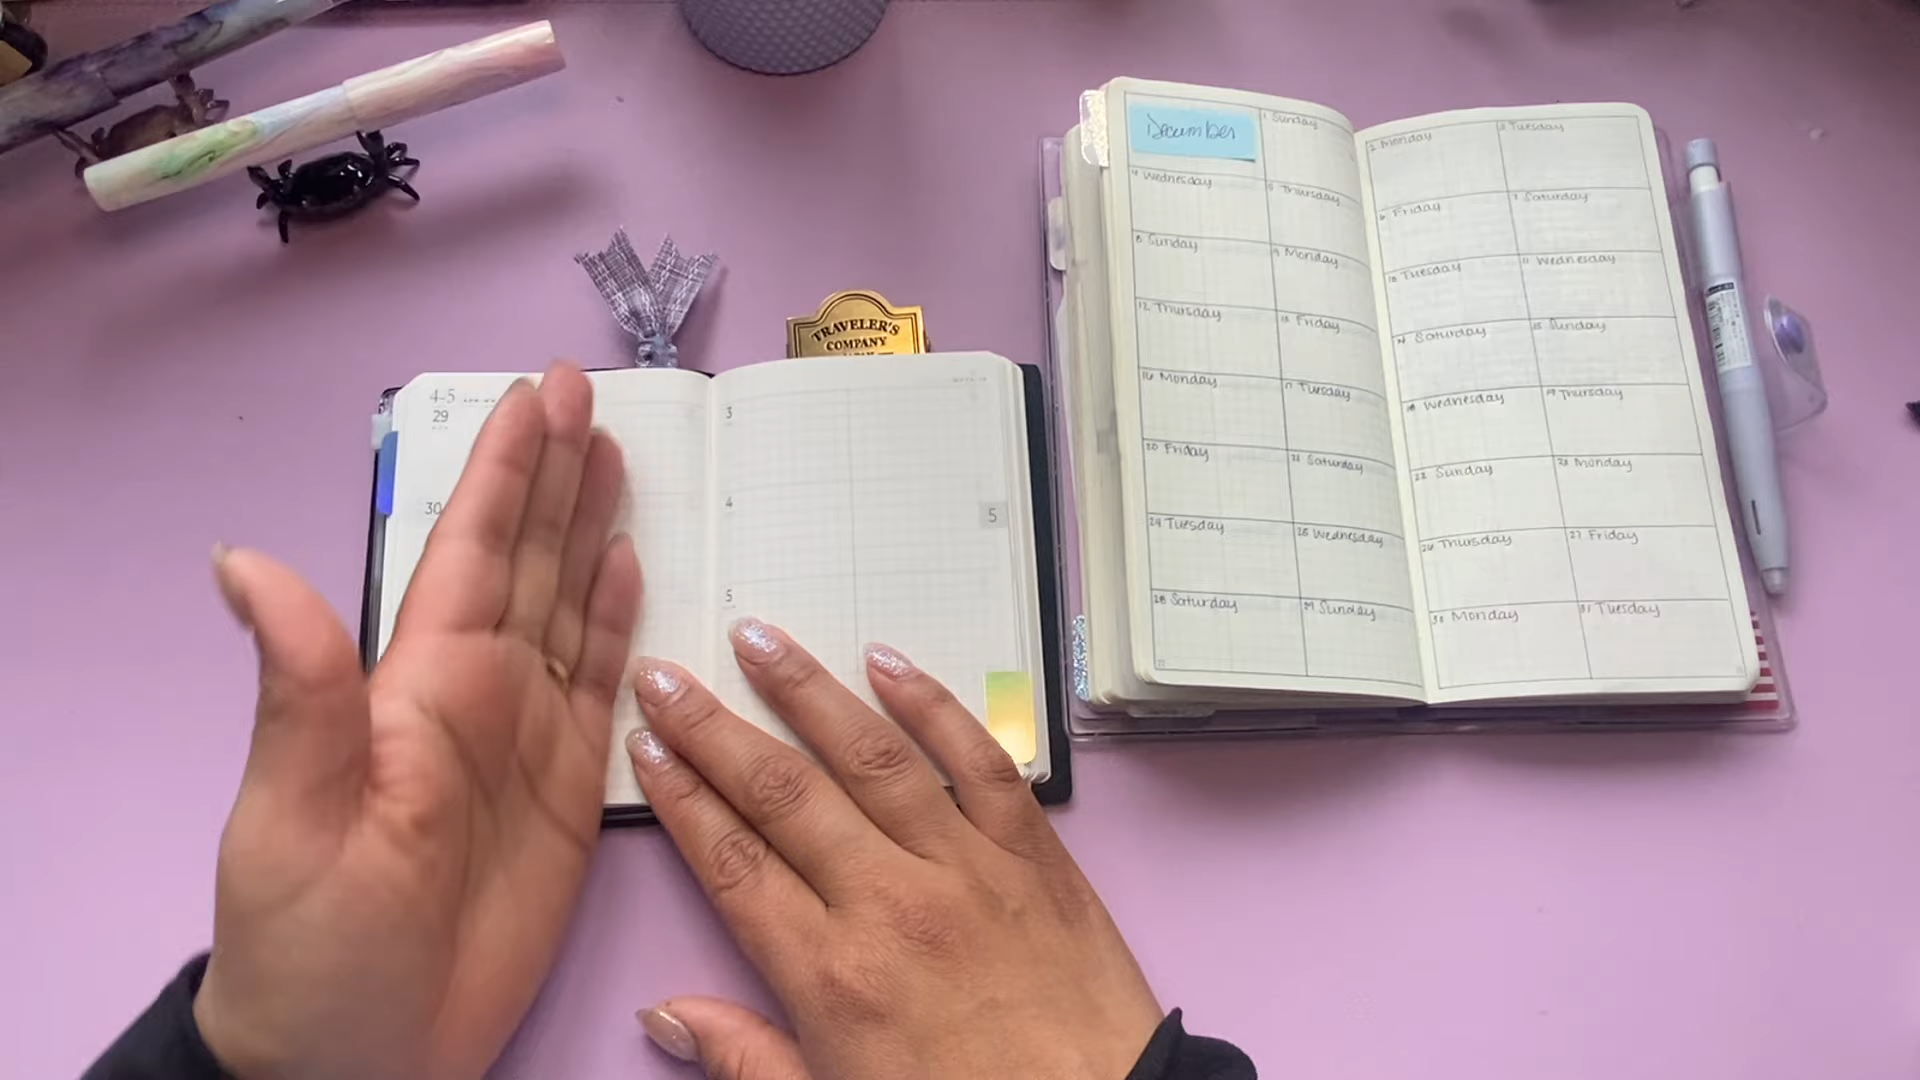 TRAVELER'S
COMPANY
4-5
29
30
3
4
5
5
December
1 Sunday
2 Monday
3 Tuesday
4 Wednesday
5 Thursday
6 Friday
7 Saturday
8 Sunday
9 Monday
10 Tuesday
11 Wednesday
12 Thursday
13 Friday
14 Saturday
15 Sunday
16 Monday
17 Tuesday
18 Wednesday
19 Thursday
20 Friday
21 Saturday
22 Sunday
23 Monday
24 Tuesday
25 Wednesday
26 Thursday
27 Friday
28 Saturday
29 Sunday
30 Monday
31 Tuesday